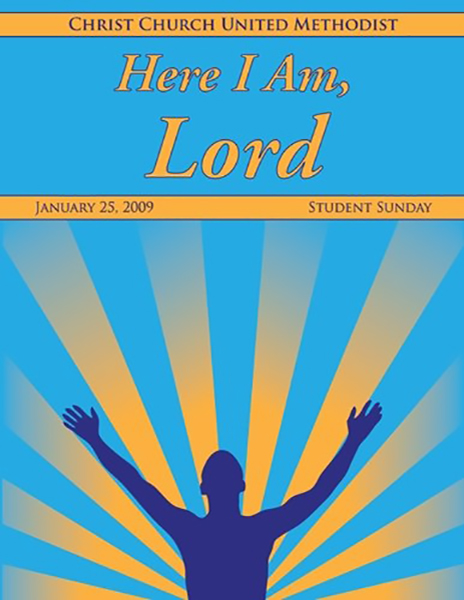 Christ Church United Methodist
Here I Am,
Lord
January 25, 2009 Student Sunday